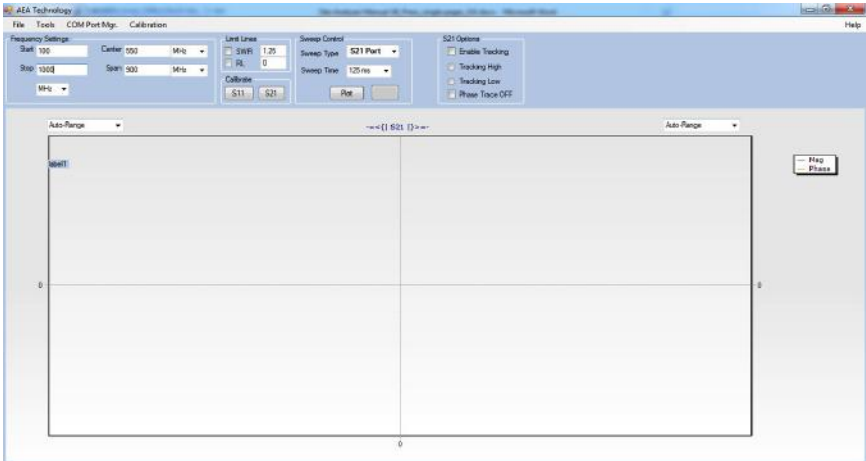 AEA Technology
File Tools COM Port Mgr. Calibration Help
Frequency Settings:
Start 100 Center 550 MHz
Stop 1000 Span 900 MHz
MHz
Limit Lines
SWR 1.25
RL 0
Calibrate
S11 S21
Sweep Control
Sweep Type S21 Port
Sweep Time 125 ms
Plot
S21 Options
Enable Tracking
Tracking High
Tracking Low
Phase Trace OFF
Auto-Range -=<{[ S21 ]}>=- Auto-Range
label1
Mag
Phase
0 0
0